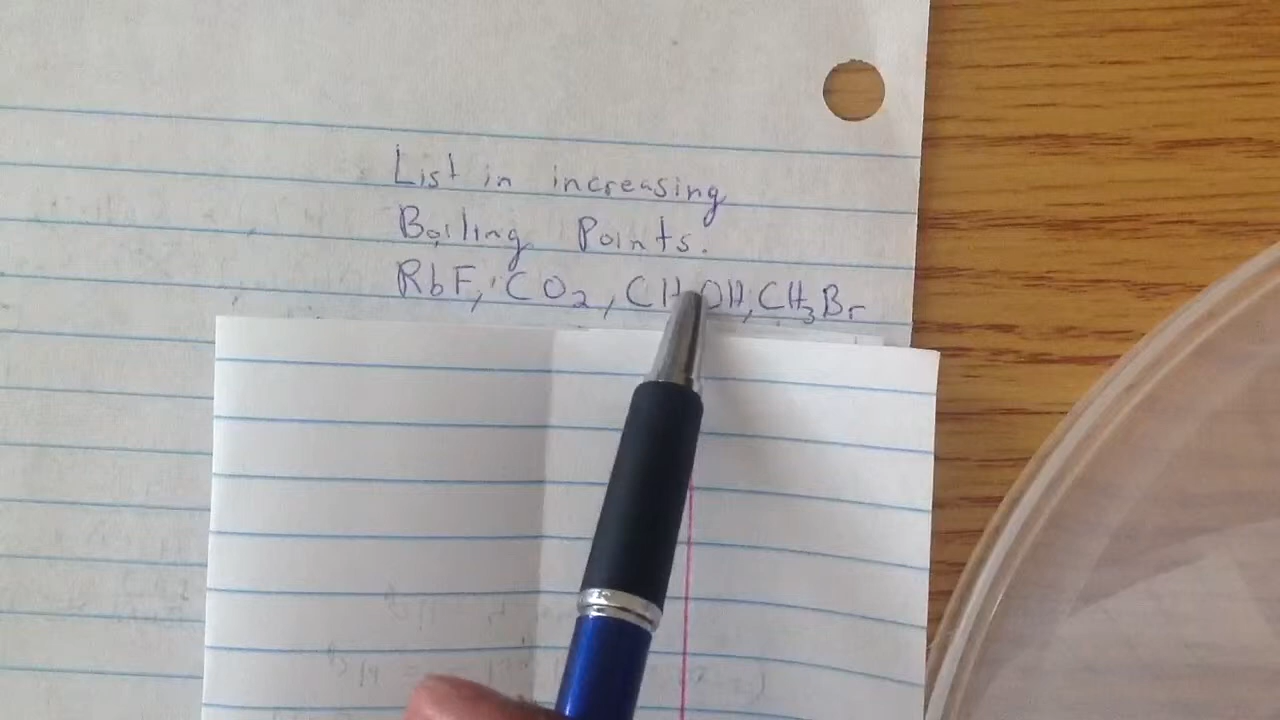 List in increasing
Boiling Points.
RbF, CO₂, CH OH, CH₃Br